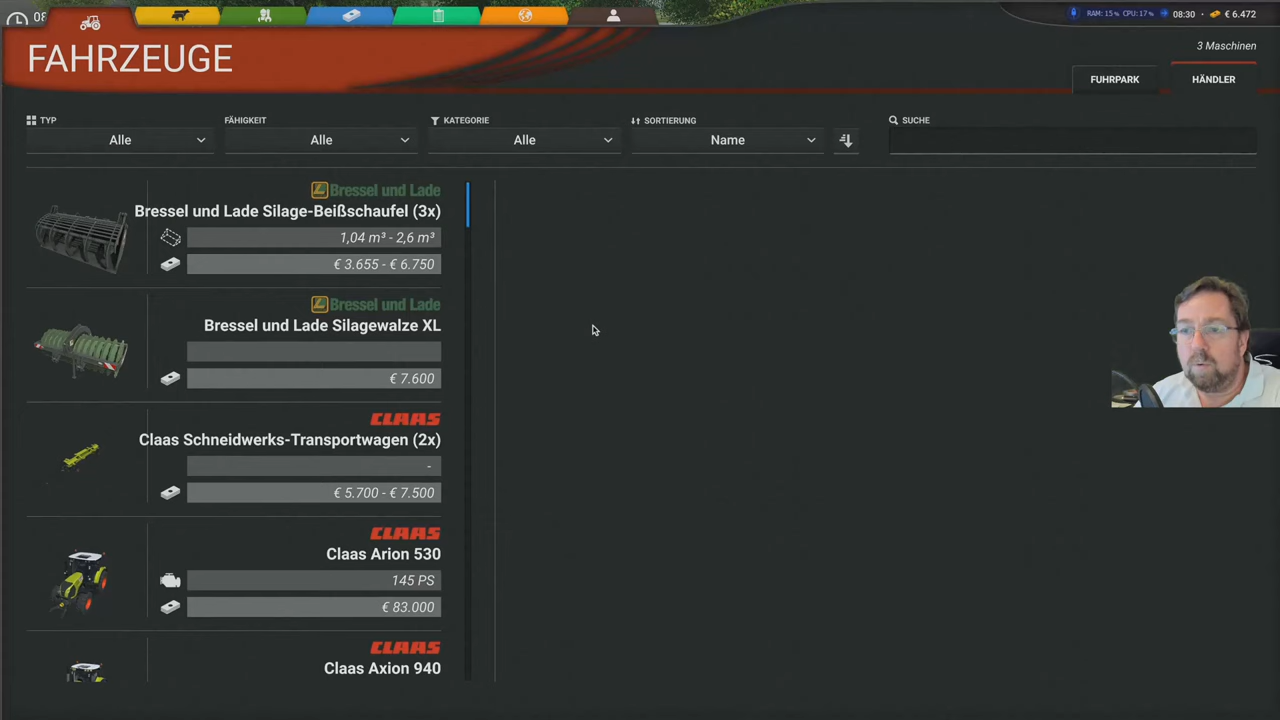 08
RAM: 15% CPU: 17% 08:30 € 6.472
FAHRZEUGE
3 Maschinen
FUHRPARK
HÄNDLER
TYP
FÄHIGKEIT
KATEGORIE
SORTIERUNG
SUCHE
Alle
Alle
Alle
Name
Bressel und Lade
Bressel und Lade Silage-Beißschaufel (3x)
1,04 m³ - 2,6 m³
€ 3.655 - € 6.750
Bressel und Lade
Bressel und Lade Silagewalze XL
€ 7.600
CLAAS
Claas Schneidwerks-Transportwagen (2x)
-
€ 5.700 - € 7.500
CLAAS
Claas Arion 530
145 PS
€ 83.000
CLAAS
Claas Axion 940